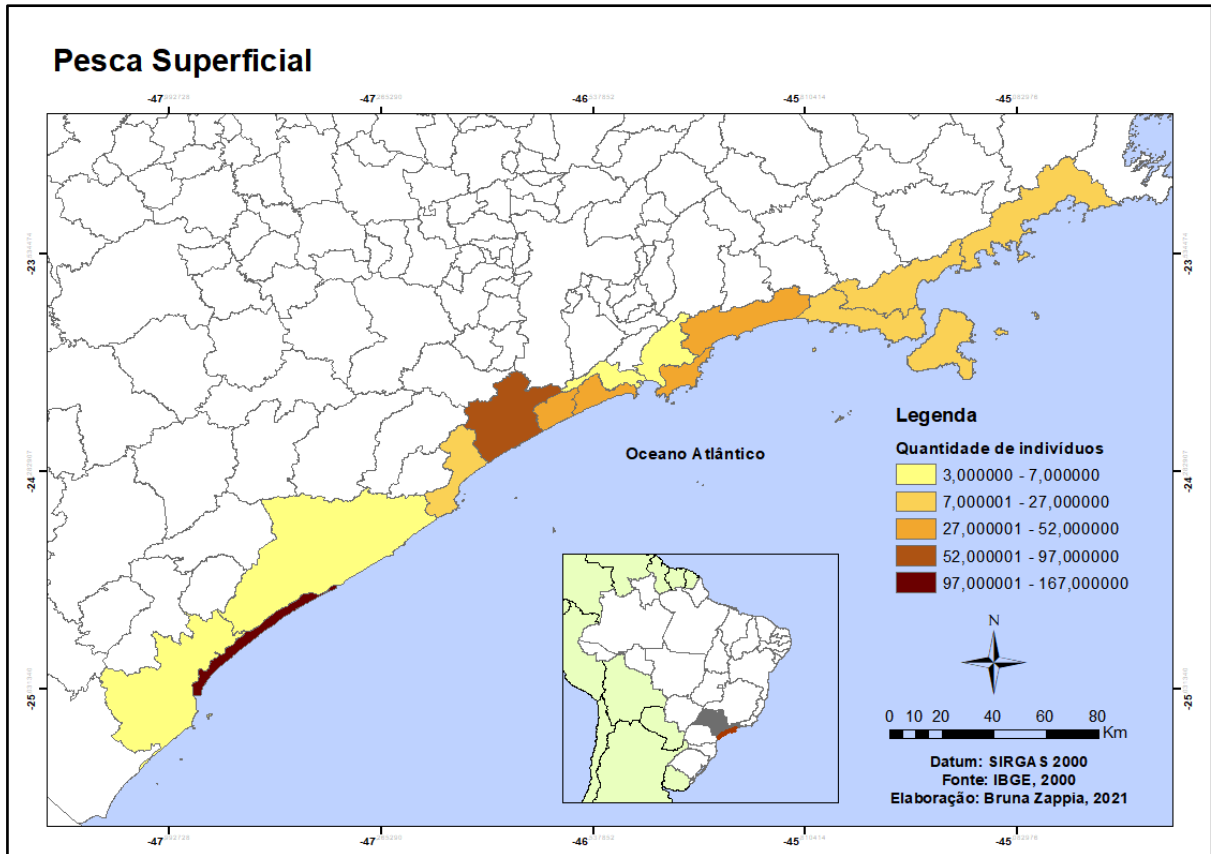 Pesca Superficial
-47 -47 -46 -45 -45
-23
-24
-25
-23
-24
-25
Oceano Atlântico
Legenda
Quantidade de indivíduos
3,000000 - 7,000000
7,000001 - 27,000000
27,000001 - 52,000000
52,000001 - 97,000000
97,000001 - 167,000000
N
0 10 20 40 60 80
Km
Datum: SIRGAS 2000
Fonte: IBGE, 2000
Elaboração: Bruna Zappia, 2021
-47 -47 -46 -45 -45